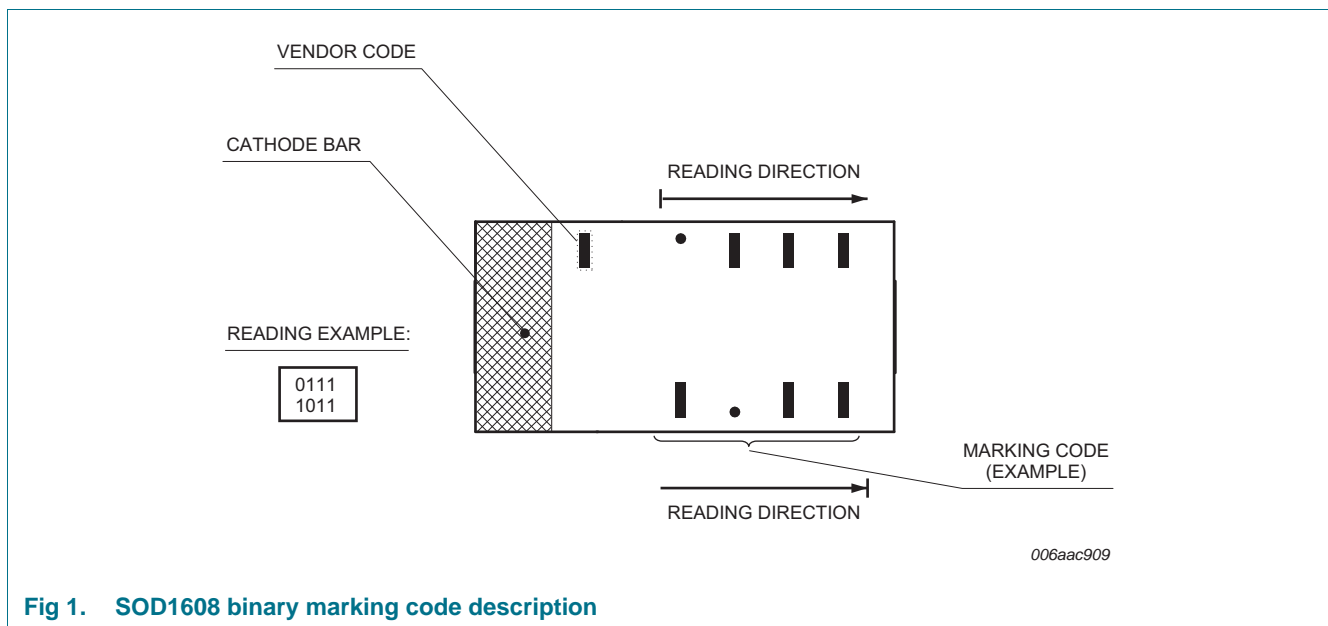 VENDOR CODE
CATHODE BAR
READING DIRECTION
READING EXAMPLE:
0111
1011
MARKING CODE
(EXAMPLE)
READING DIRECTION
006aac909
Fig 1. SOD1608 binary marking code description